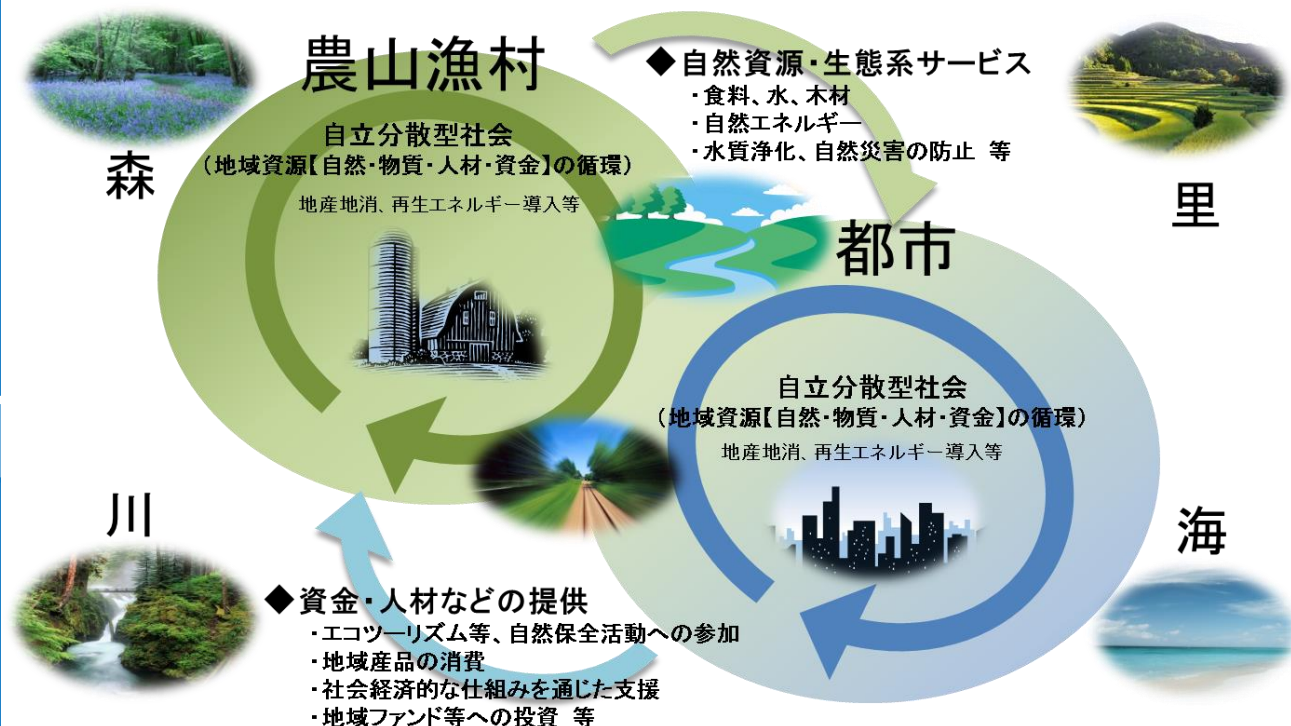 農山漁村
自立分散型社会
(地域資源【自然・物質・人材・資金】の循環)
地産地消、再生エネルギー導入等
森
◆自然資源・生態系サービス
・食料、水、木材
・自然エネルギー
・水質浄化、自然災害の防止 等
里
都市
自立分散型社会
(地域資源【自然・物質・人材・資金】の循環)
地産地消、再生エネルギー導入等
川
海
◆資金・人材などの提供
・エコツーリズム等、自然保全活動への参加
・地域産品の消費
・社会経済的な仕組みを通じた支援
・地域ファンド等への投資 等